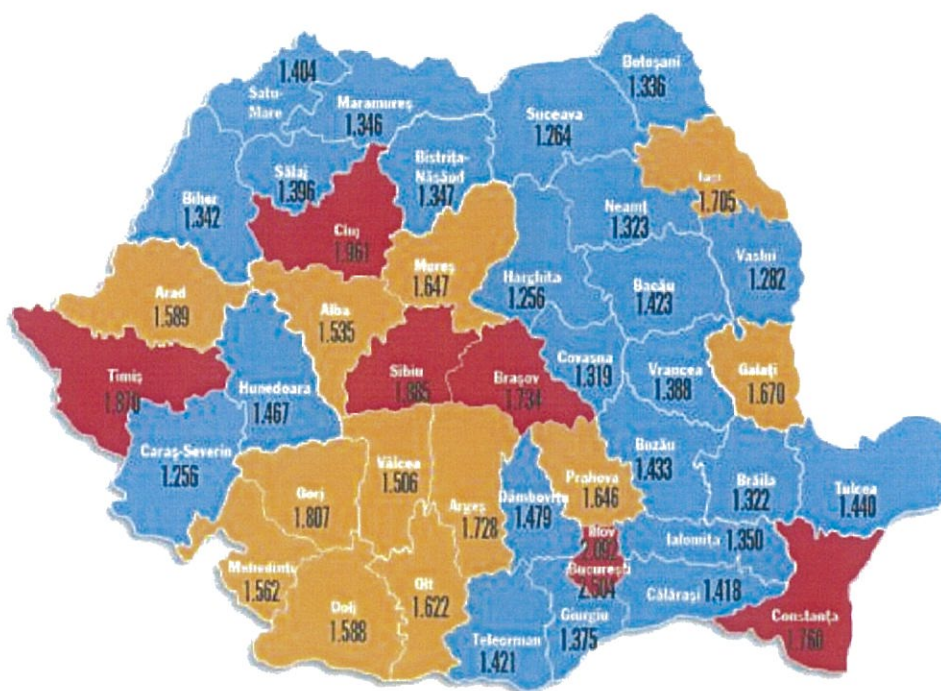 Botoșani
1.336
1.404
Satu-
Mare
Maramureș
1.346
Suceava
1.264
Iași
1.705
Bistrița-
Năsăud
1.347
Sălaj
1.396
Bihor
1.342
Neamț
1.323
Cluj
1.961
Vaslui
1.282
Mureș
1.647
Harghita
1.256
Bacău
1.423
Arad
1.589
Alba
1.535
Timiș
1.870
Hunedoara
1.467
Sibiu
1.885
Brașov
1.734
Covasna
1.319
Vrancea
1.388
Galați
1.670
Caraș-Severin
1.256
Vâlcea
1.506
Buzău
1.433
Gorj
1.807
Argeș
1.728
Dâmbovița
1.479
Prahova
1.646
Brăila
1.322
Tulcea
1.440
Ilov
2.092
Ialomița 1.350
București
2.504
Mehedinți
1.562
Olt
1.622
Călărași 1.418
Dolj
1.588
Giurgiu
1.375
Constanța
1.760
Teleorman
1.421